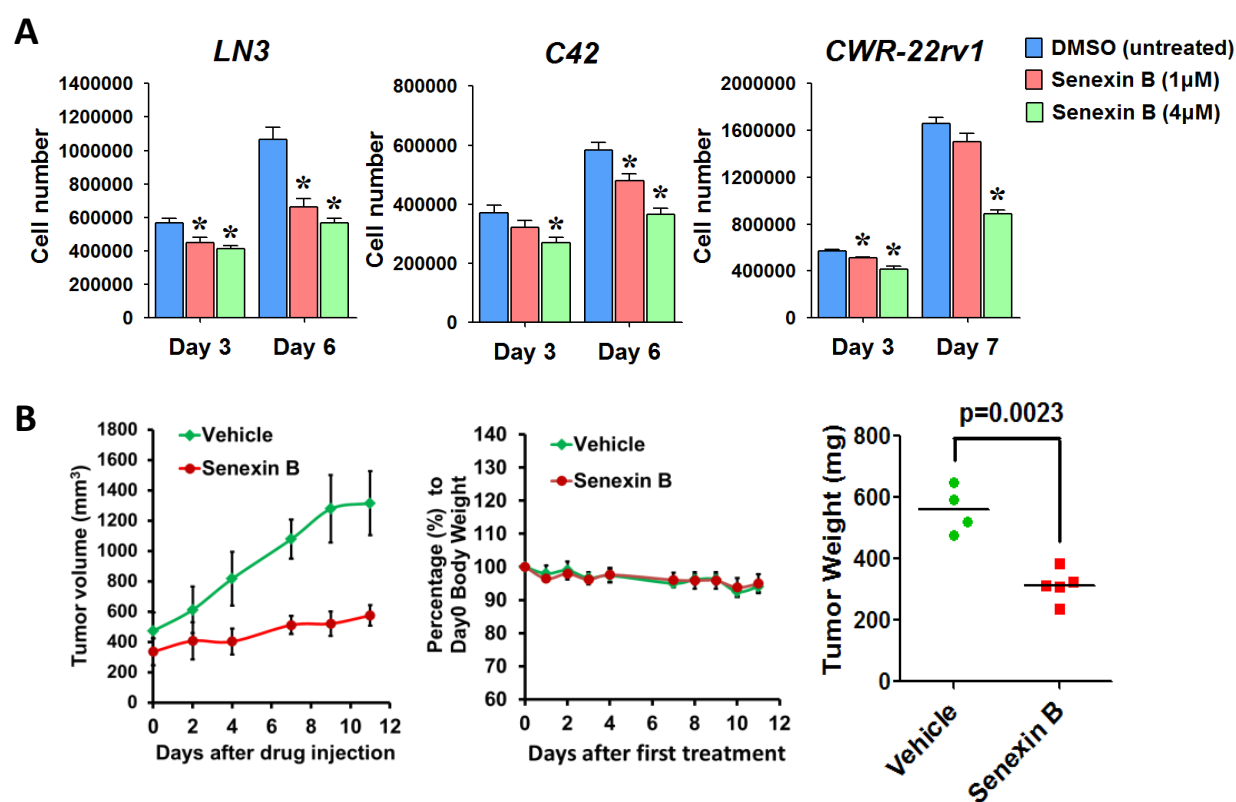 A
LN3
C42
CWR-22rv1
DMSO (untreated)
Senexin B (1µM)
Senexin B (4µM)
Cell number
1400000
1200000
1000000
800000
600000
400000
200000
0
* * * *
Day 3 Day 6
Cell number
800000
600000
400000
200000
0
* * *
Day 3 Day 6
Cell number
2000000
1600000
1200000
800000
400000
0
* * *
Day 3 Day 7
B
Tumor volume (mm³)
1800
1600
1400
1200
1000
800
600
400
200
0
Vehicle
Senexin B
0 2 4 6 8 10 12
Days after drug injection
Percentage (%) to
Day0 Body Weight
140
130
120
110
100
90
80
70
60
Vehicle
Senexin B
0 2 4 6 8 10 12
Days after first treatment
p=0.0023
Tumor Weight (mg)
800
600
400
200
0
Vehicle
Senexin B